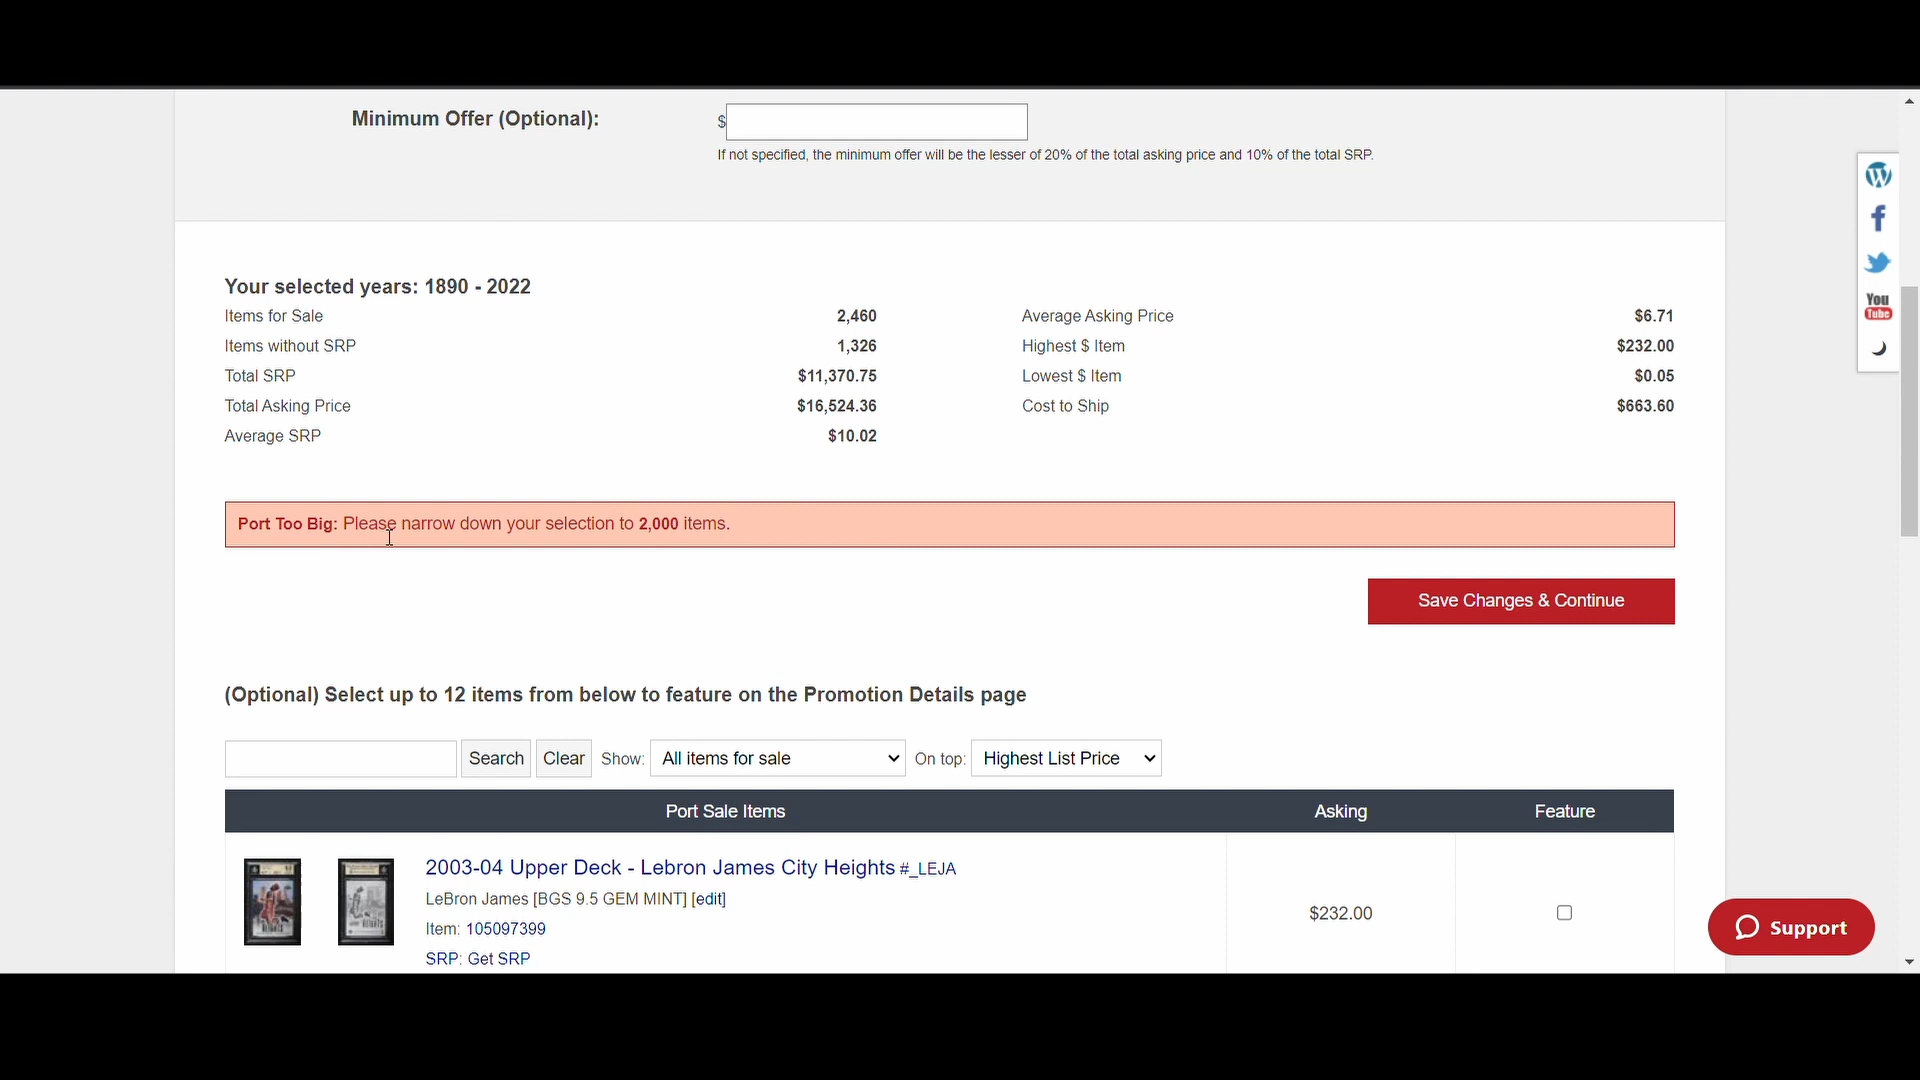 Minimum Offer (Optional):
$
If not specified, the minimum offer will be the lesser of 20% of the total asking price and 10% of the total SRP.
Your selected years: 1890 - 2022
Items for Sale 2,460 Average Asking Price $6.71
Items without SRP 1,326 Highest $ Item $232.00
Total SRP $11,370.75 Lowest $ Item $0.05
Total Asking Price $16,524.36 Cost to Ship $663.60
Average SRP $10.02
Port Too Big: Please narrow down your selection to 2,000 items.
Save Changes & Continue
(Optional) Select up to 12 items from below to feature on the Promotion Details page
Search Clear Show: All items for sale On top: Highest List Price
Port Sale Items Asking Feature
2003-04 Upper Deck - Lebron James City Heights #_LEJA
LeBron James [BGS 9.5 GEM MINT] [edit]
Item: 105097399
SRP: Get SRP
$232.00
You
Tube
Support